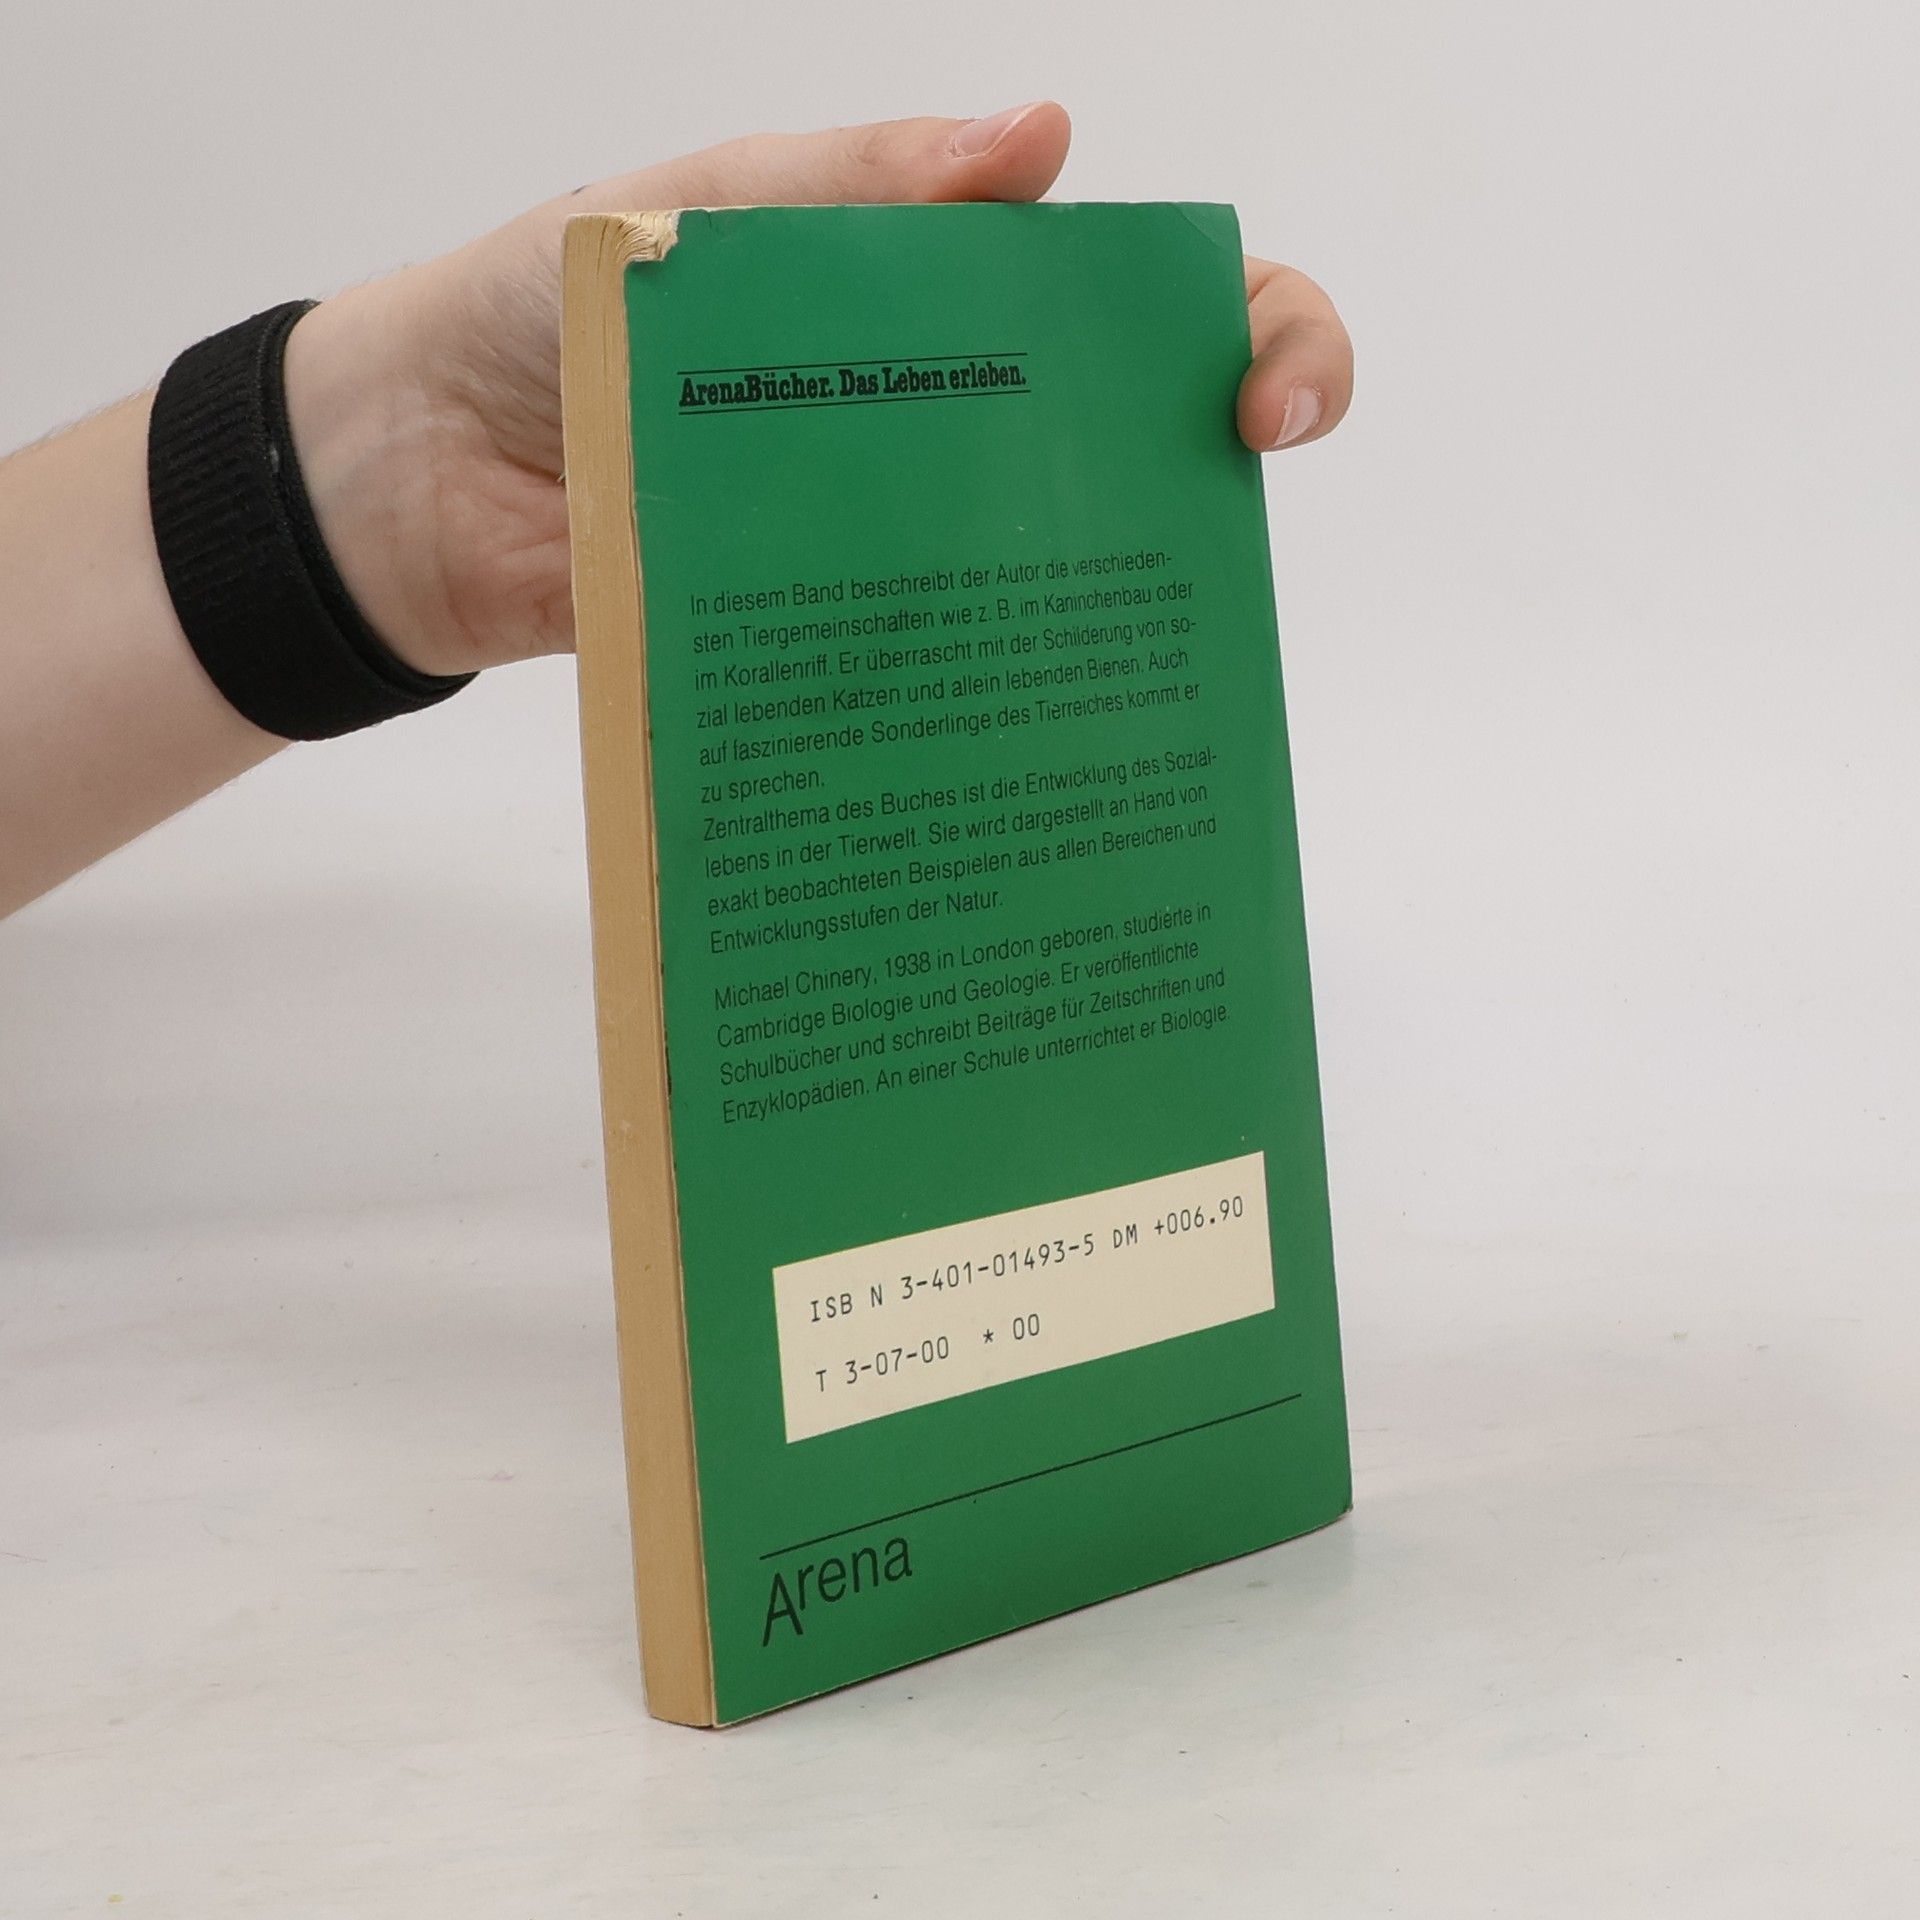 ArenaBücher. Das Leben erleben.
In diesem Band beschreibt der Autor die verschieden-
sten Tiergemeinschaften wie z. B. im Kaninchenbau oder
im Korallenriff. Er überrascht mit der Schilderung von so-
zial lebenden Katzen und allein lebenden Bienen. Auch
auf faszinierende Sonderlinge des Tierreiches kommt er
zu sprechen.
Zentralthema des Buches ist die Entwicklung des Sozial-
lebens in der Tierwelt. Sie wird dargestellt an Hand von
exakt beobachteten Beispielen aus allen Bereichen und
Entwicklungsstufen der Natur.
Michael Chinery, 1938 in London geboren, studierte in
Cambridge Biologie und Geologie. Er veröffentlichte
Schulbücher und schreibt Beiträge für Zeitschriften und
Enzyklopädien. An einer Schule unterrichtet er Biologie.
ISB N 3-401-01493-5 DM +006.90
T 3-07-00 * 00
Arena